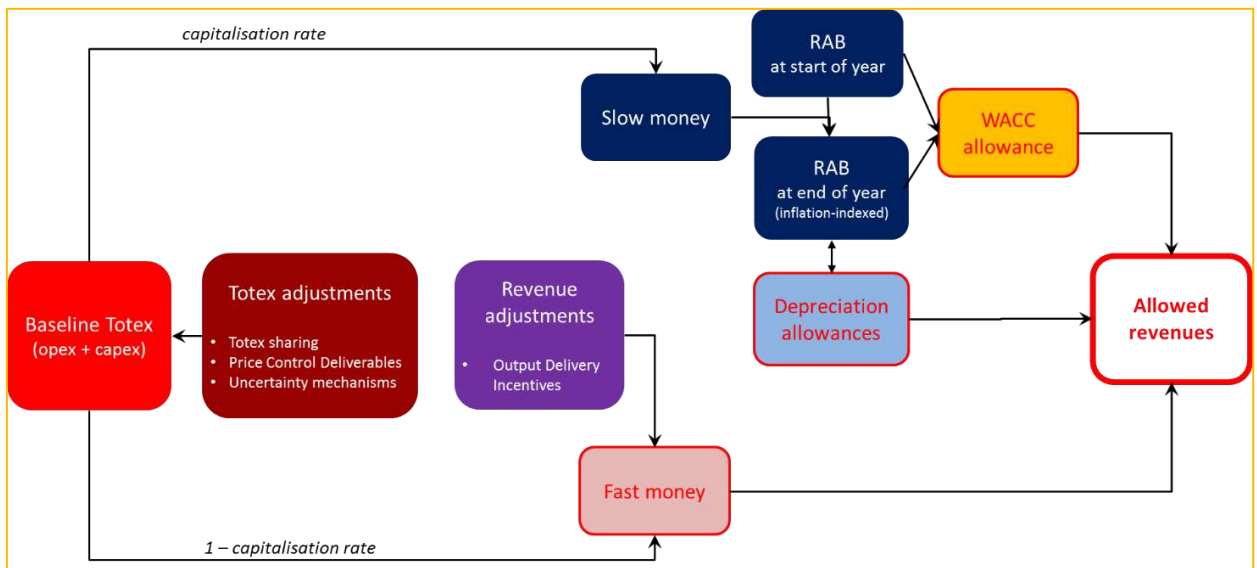 capitalisation rate
RAB
at start of year
Slow money
WACC
allowance
RAB
at end of year
(inflation-indexed)
Baseline Totex
(opex + capex)
Totex adjustments
• Totex sharing
• Price Control Deliverables
• Uncertainty mechanisms
Revenue
adjustments
• Output Delivery
Incentives
Depreciation
allowances
Allowed
revenues
Fast money
1 – capitalisation rate